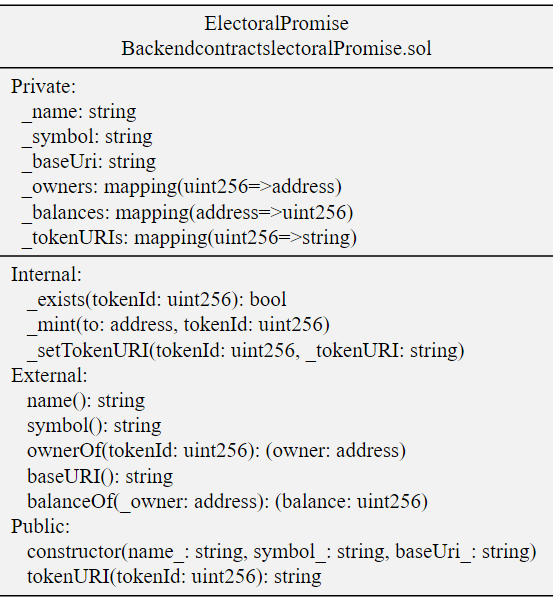 ElectoralPromise
BackendcontractslectoralPromise.sol
Private:
_name: string
_symbol: string
_baseUri: string
_owners: mapping(uint256=>address)
_balances: mapping(address=>uint256)
_tokenURIs: mapping(uint256=>string)
Internal:
_exists(tokenId: uint256): bool
_mint(to: address, tokenId: uint256)
_setTokenURI(tokenId: uint256, _tokenURI: string)
External:
name(): string
symbol(): string
ownerOf(tokenId: uint256): (owner: address)
baseURI(): string
balanceOf(_owner: address): (balance: uint256)
Public:
constructor(name_: string, symbol_: string, baseUri_: string)
tokenURI(tokenId: uint256): string